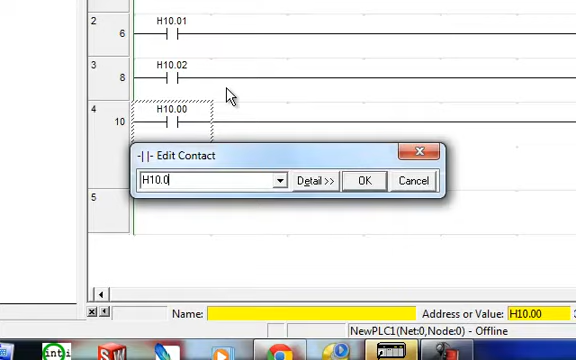 2
H10.01
6
3
H10.02
8
4
H10.00
10
-| |- Edit Contact
H10.0
Detail >>
OK
Cancel
5
Name:
Address or Value:
H10.00
NewPLC1(Net:0,Node:0) - Offline
int i